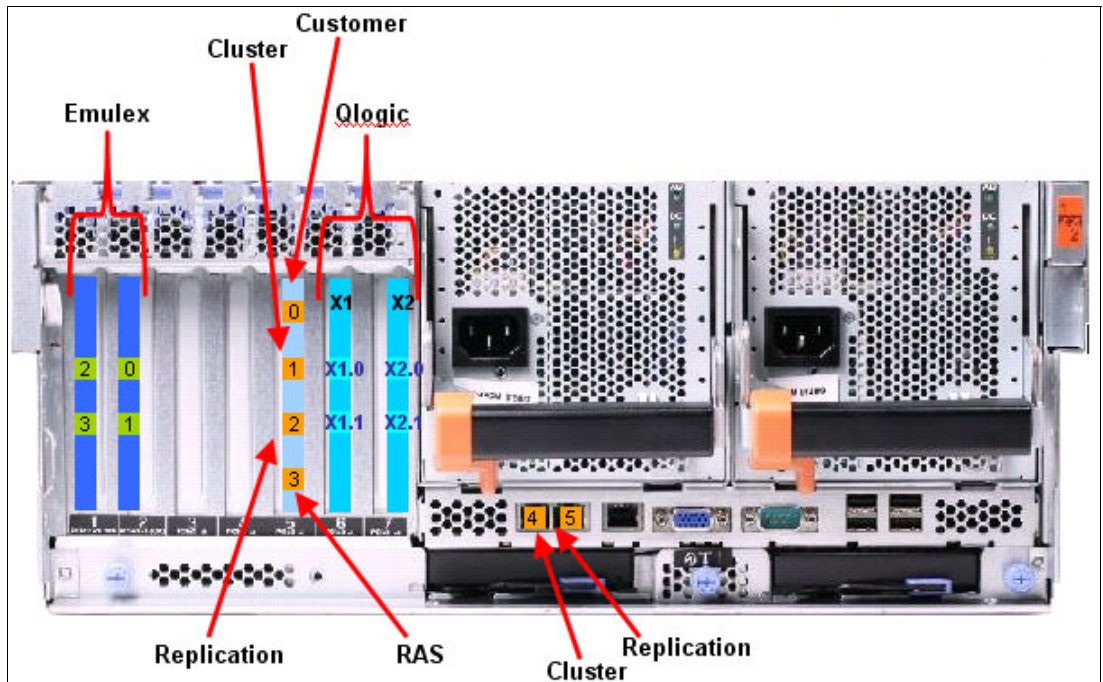 Customer
Cluster
Emulex
Qlogic
X1 X2
0
2 0 1 X1.0 X2.0
3 1 2 X1.1 X2.1
3
1 2 3 4 5 6 7
4 5
Replication RAS Replication
Cluster